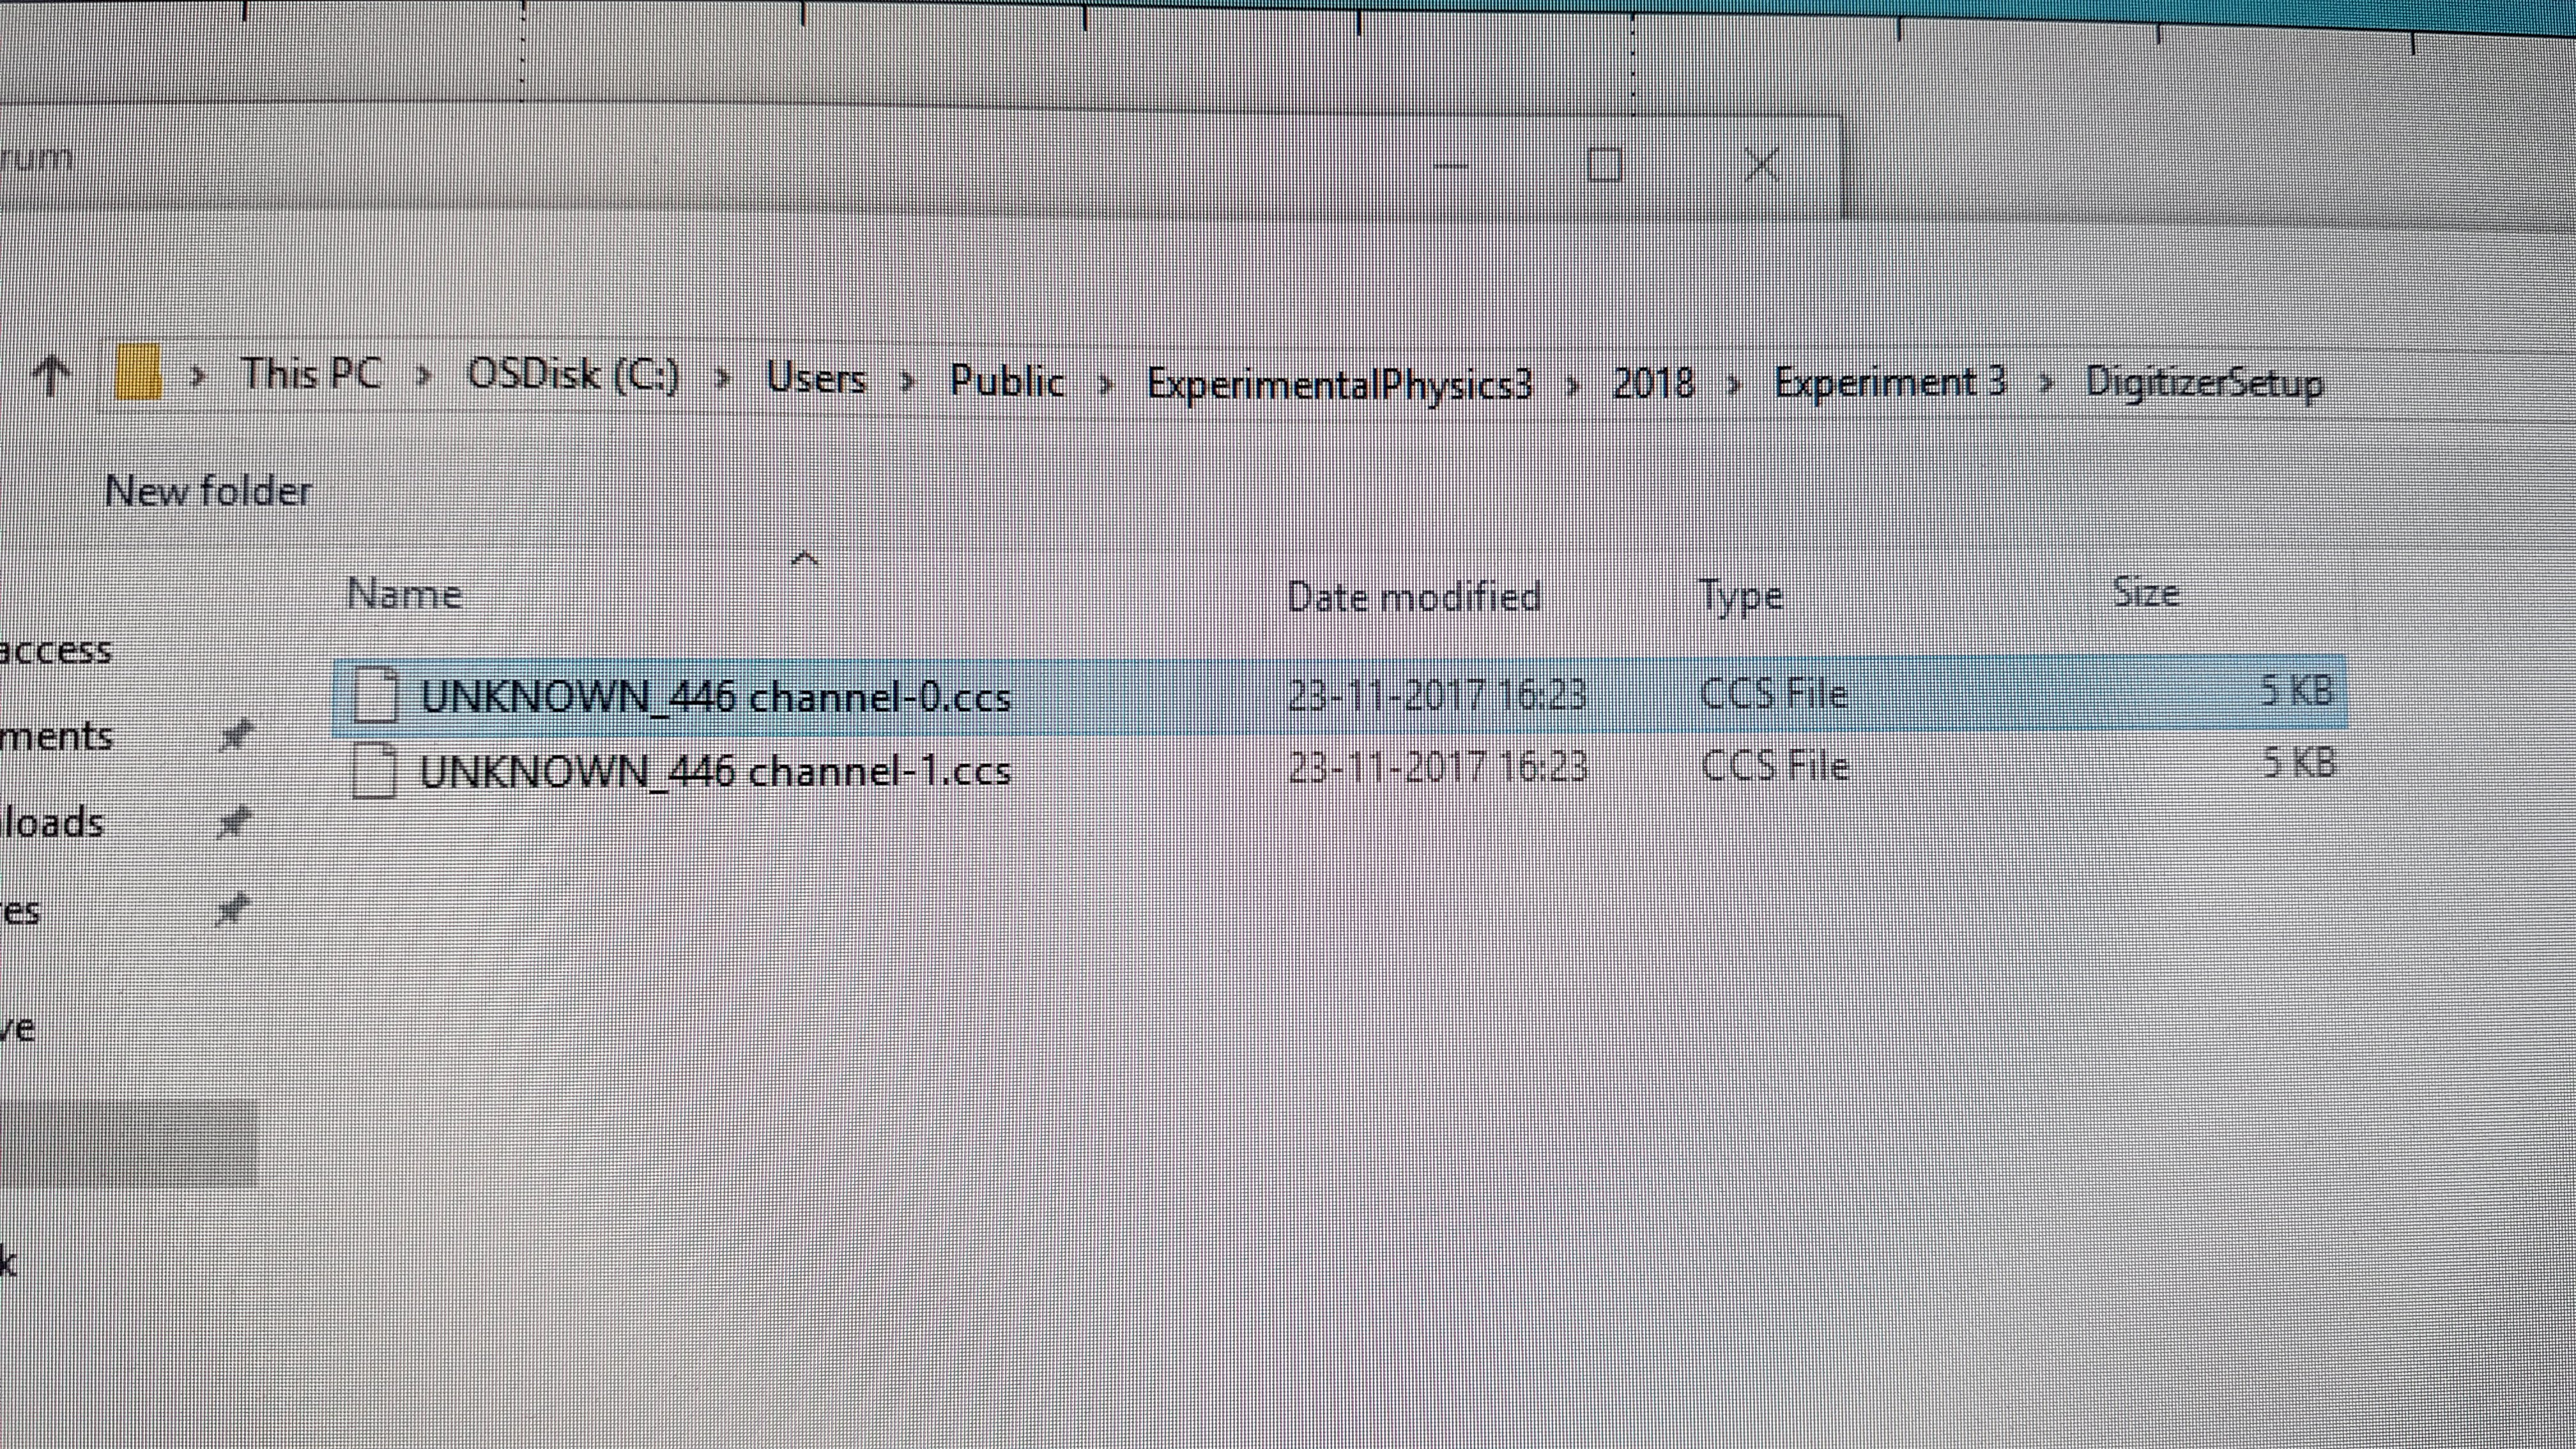 rum
This PC › OSDisk (C:) › Users › Public › ExperimentalPhysics3 › 2018 › Experiment 3 › DigitizerSetup
New folder
Name Date modified Type Size
access
UNKNOWN_446 channel-0.ccs 23-11-2017 16:23 CCS File 5 KB
ments
UNKNOWN_446 channel-1.ccs 23-11-2017 16:23 CCS File 5 KB
loads
es
ve
k